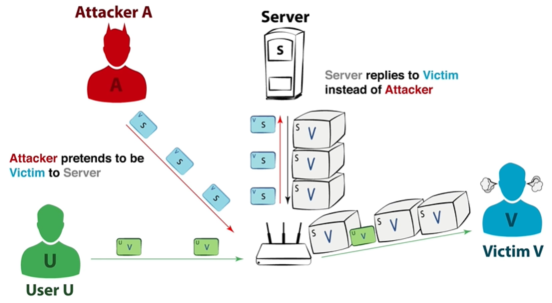 Attacker A
Server
A
S
Server replies to Victim
instead of Attacker
V S
V S
V S
Attacker pretends to be
Victim to Server
V S
V S
V S
S V
S V
S V
U
User U
U V
U V
S V
U V
S V
S V
V
Victim V